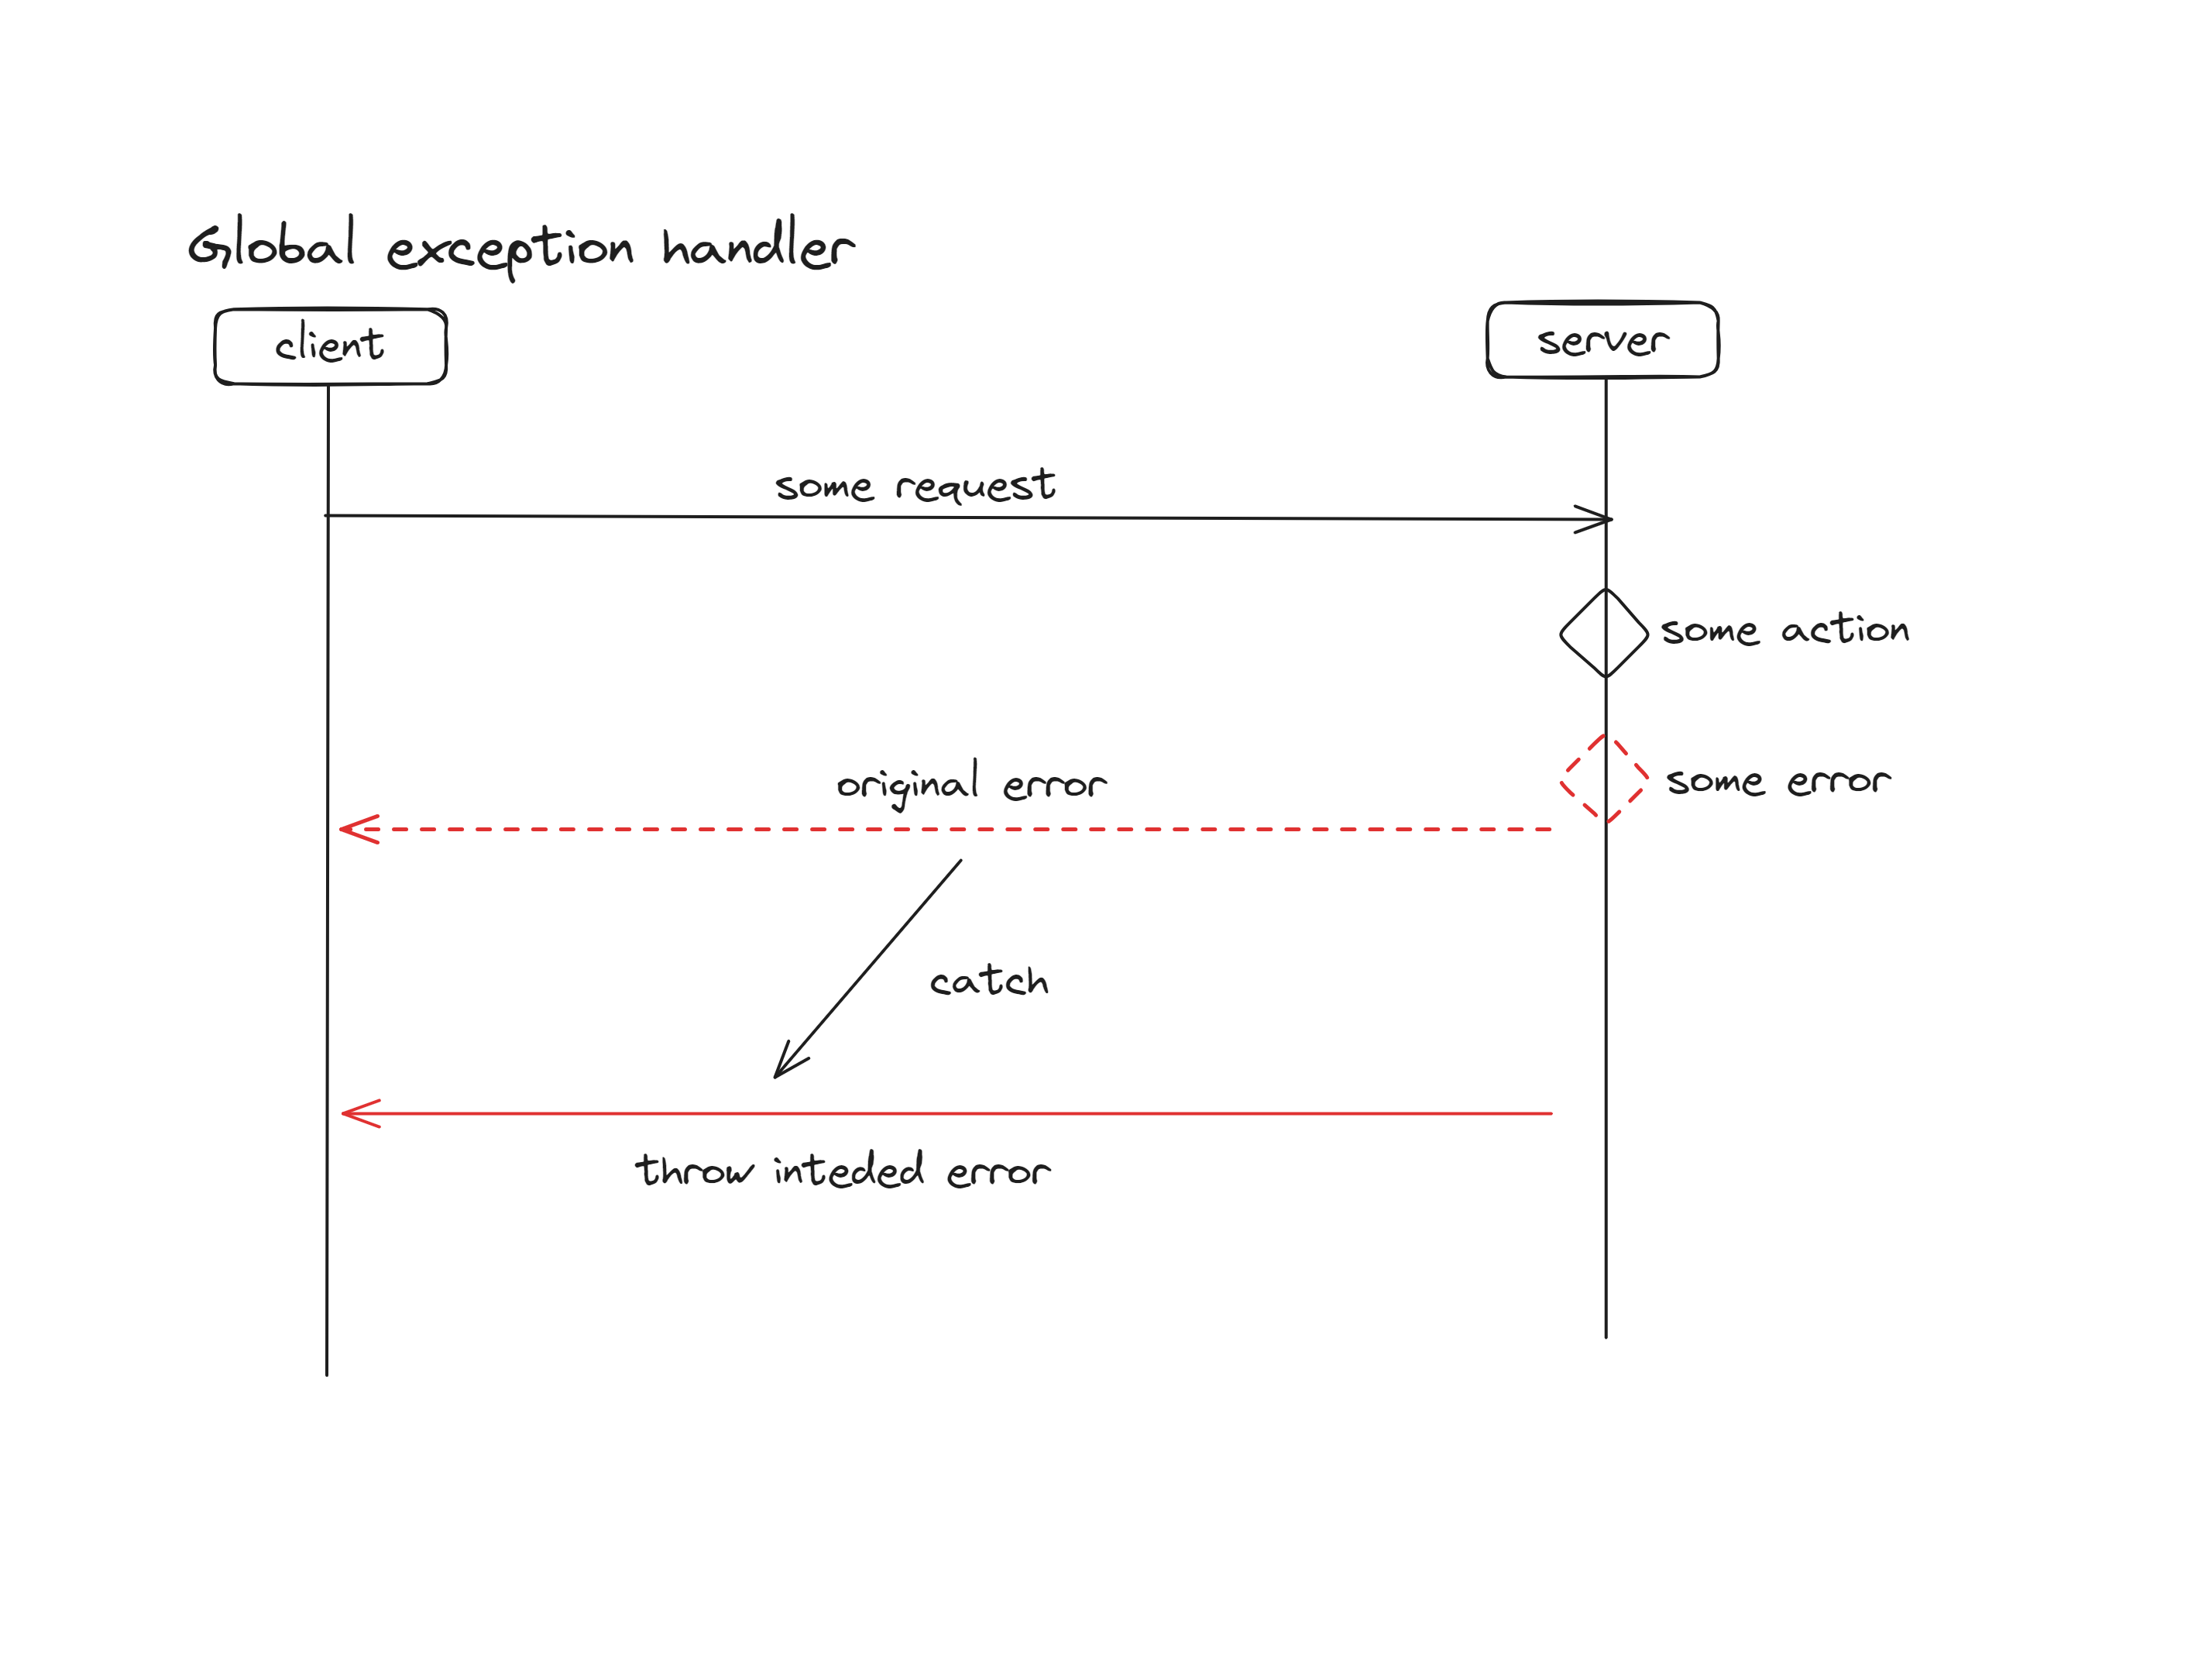 Global exception handler
client
server
some request
some action
original error
some error
catch
throw inteded error